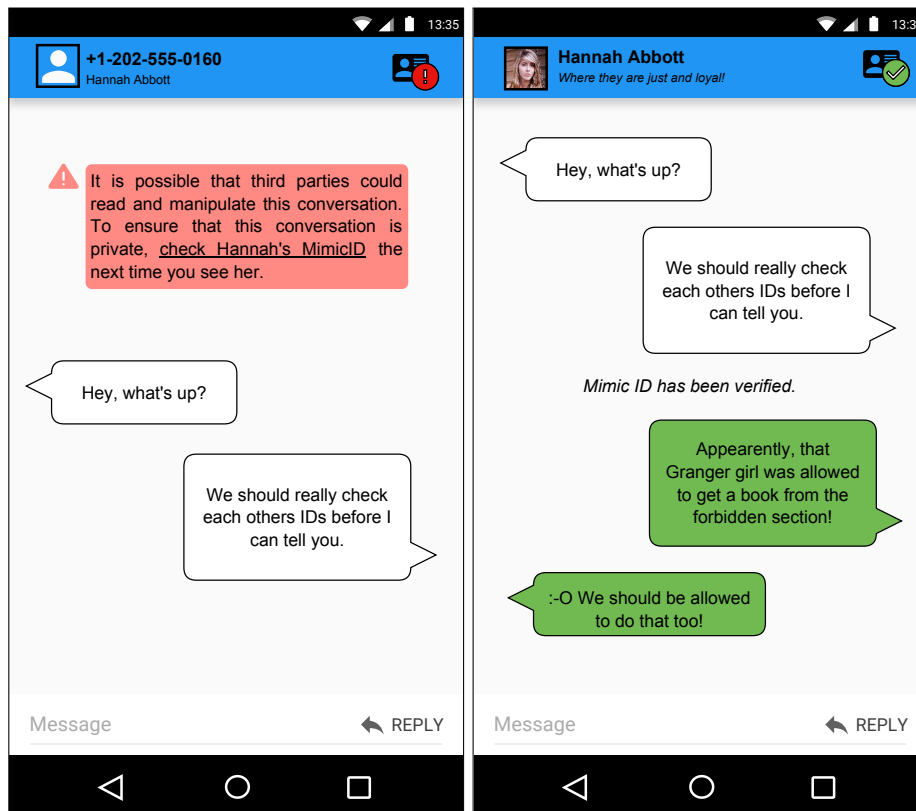 13:35
+1-202-555-0160
Hannah Abbott
It is possible that third parties could
read and manipulate this conversation.
To ensure that this conversation is
private, check Hannah's MimicID the
next time you see her.
Hey, what's up?
We should really check
each others IDs before I
can tell you.
Message
REPLY
13:3
Hannah Abbott
Where they are just and loyal!
Hey, what's up?
We should really check
each others IDs before I
can tell you.
Mimic ID has been verified.
Appearently, that
Granger girl was allowed
to get a book from the
forbidden section!
:-O We should be allowed
to do that too!
Message
REPLY